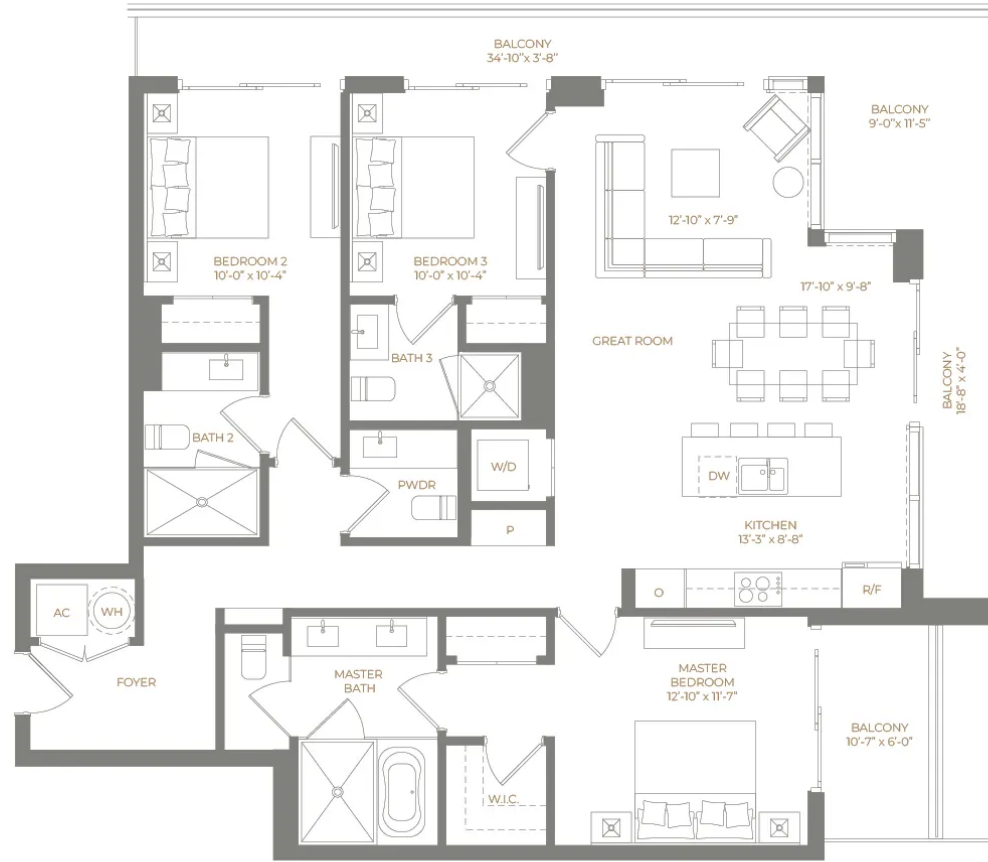 BALCONY
34'-10"x 3'-8"
BALCONY
9'-0"x 11'-5"
12'-10" x 7'-9"
BEDROOM 2
10'-0" x 10'-4"
BEDROOM 3
10'-0" x 10'-4"
17'-10" x 9'-8"
GREAT ROOM
BATH 3
BALCONY
18'-8" x 4'-0"
BATH 2
W/D
DW
PWDR
P
KITCHEN
13'-3" x 8'-8"
O
R/F
AC
WH
FOYER
MASTER
BATH
MASTER
BEDROOM
12'-10" x 11'-7"
BALCONY
10'-7" x 6'-0"
W.I.C.